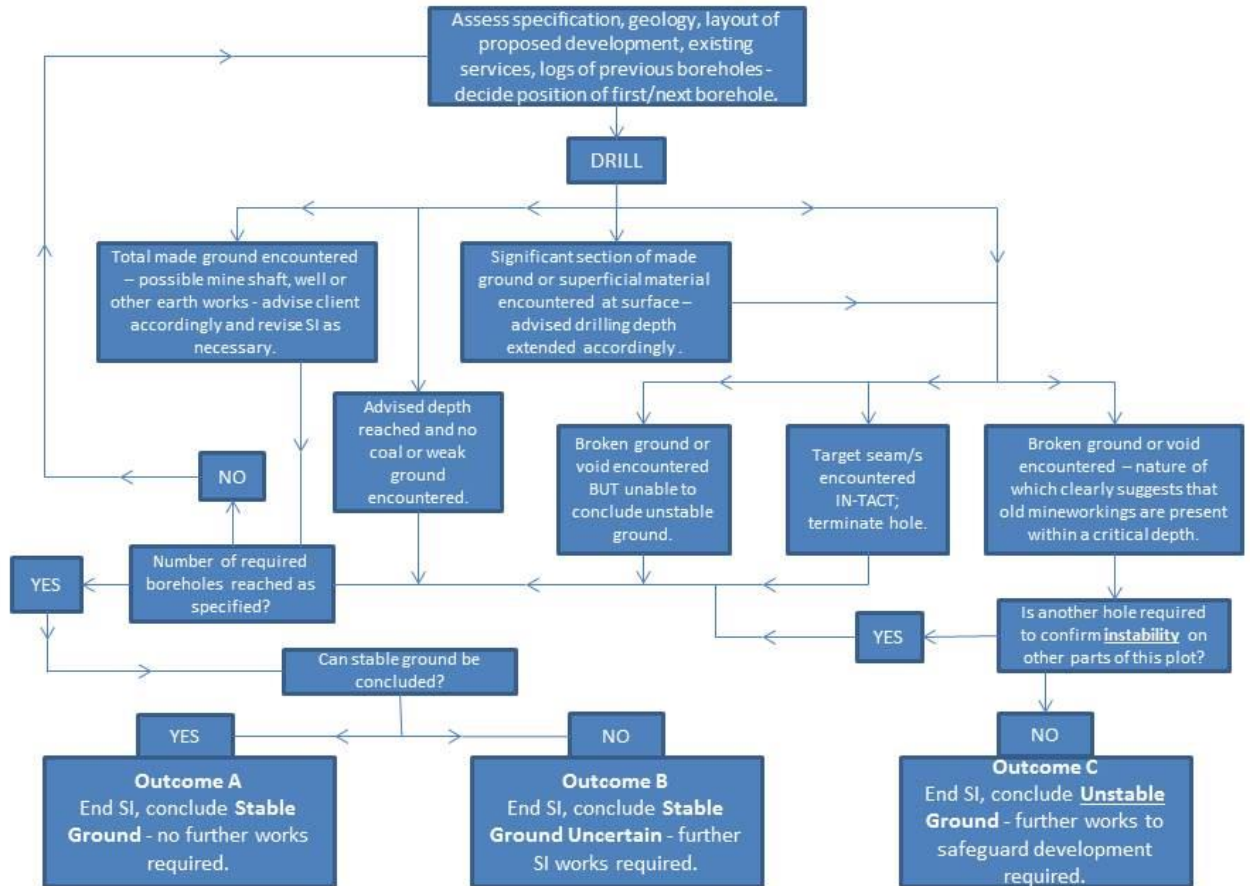 Assess specification, geology, layout of
proposed development, existing
services, logs of previous boreholes -
decide position of first/next borehole.
DRILL
Total made ground encountered
– possible mine shaft, well or
other earth works - advise client
accordingly and revise SI as
necessary.
Significant section of made
ground or superficial material
encountered at surface –
advised drilling depth
extended accordingly .
Advised depth
reached and no
coal or weak
ground
encountered.
Broken ground or
void encountered
BUT unable to
conclude unstable
ground.
Target seam/s
encountered
IN-TACT;
terminate hole.
Broken ground or void
encountered – nature of
which clearly suggests that
old mineworkings are present
within a critical depth.
NO
Number of required
boreholes reached as
specified?
YES
Is another hole required
to confirm instability on
other parts of this plot?
YES
Can stable ground be
concluded?
YES
NO
NO
Outcome A
End SI, conclude Stable
Ground - no further works
required.
Outcome B
End SI, conclude Stable
Ground Uncertain - further
SI works required.
Outcome C
End SI, conclude Unstable
Ground - further works to
safeguard development
required.